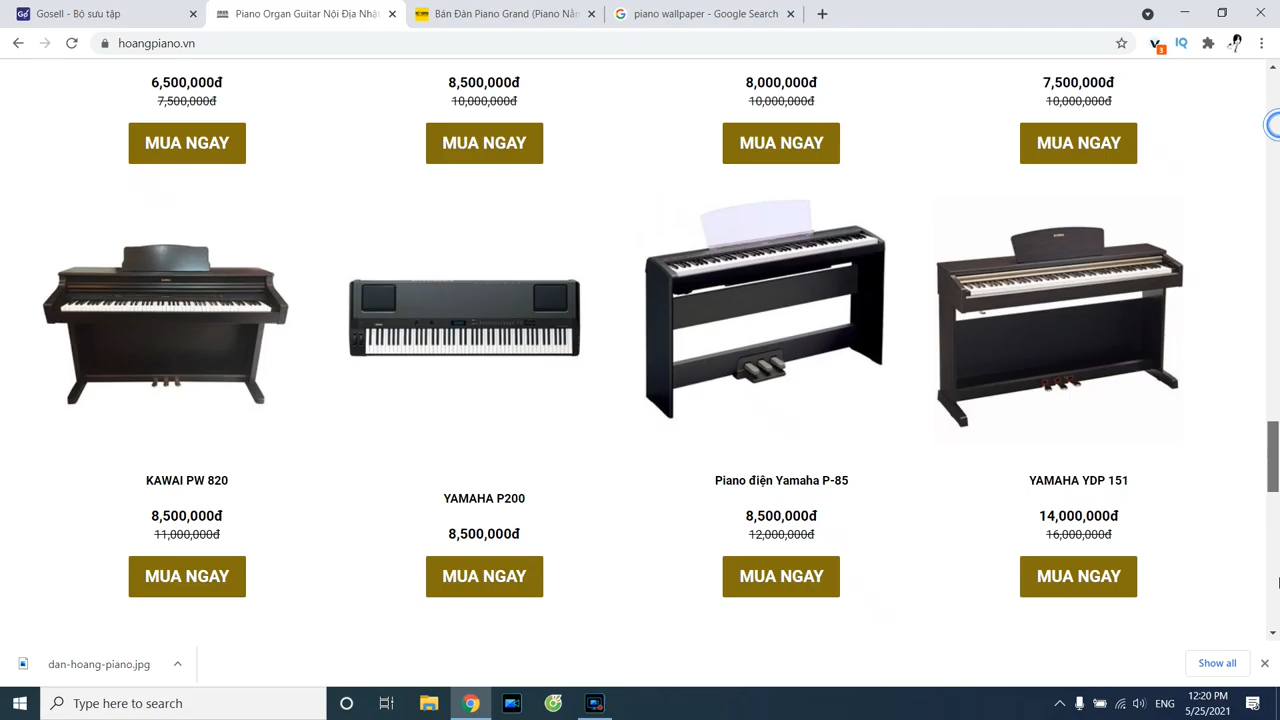 Gosell - Bộ sưu tập
Piano Organ Guitar Nội Địa Nhật
Bán Đàn Piano Grand (Piano Nằn
piano wallpaper - Google Search
hoangpiano.vn
3
IQ
6,500,000đ
8,500,000đ
8,000,000đ
7,500,000đ
7,500,000đ
10,000,000đ
10,000,000đ
10,000,000đ
MUA NGAY
MUA NGAY
MUA NGAY
MUA NGAY
KAWAI PW 820
YAMAHA P200
Piano điện Yamaha P-85
YAMAHA YDP 151
8,500,000đ
8,500,000đ
8,500,000đ
14,000,000đ
11,000,000đ
12,000,000đ
16,000,000đ
MUA NGAY
MUA NGAY
MUA NGAY
MUA NGAY
dan-hoang-piano.jpg
Show all
Type here to search
ENG
12:20 PM
5/25/2021